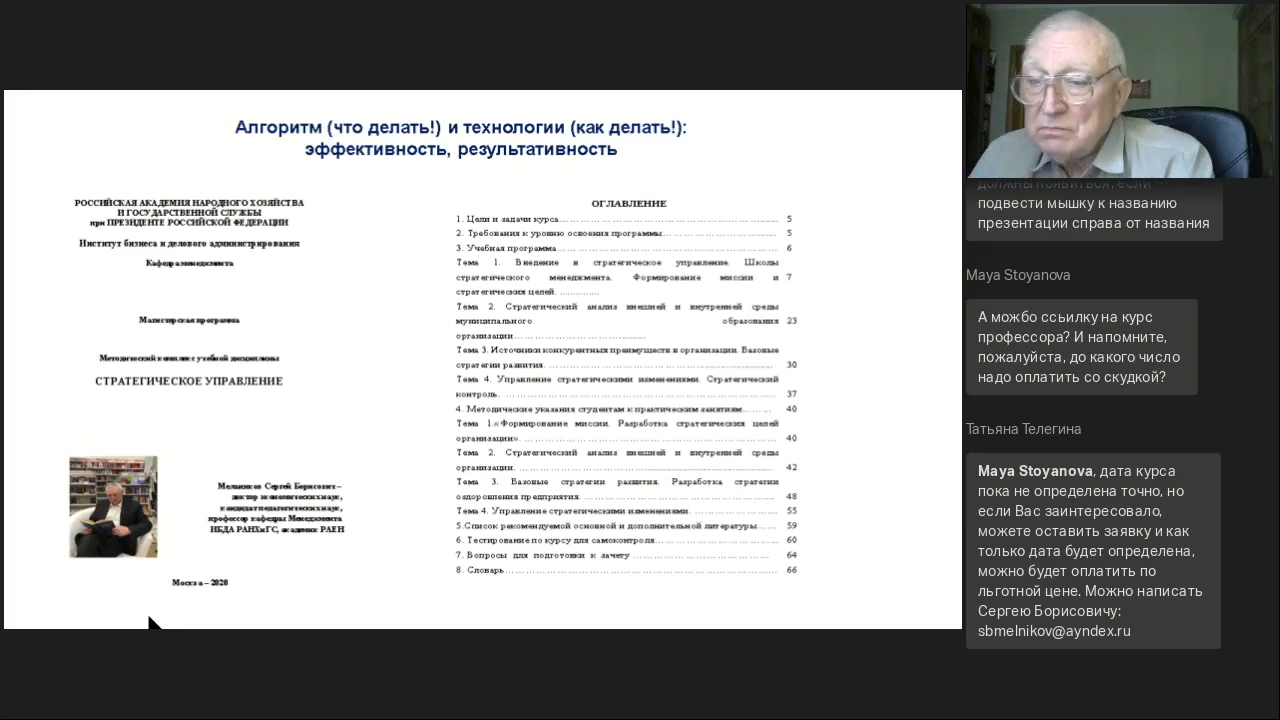 Алгоритм (что делать!) и технологии (как делать!):
эффективность, результативность
РОССИЙСКАЯ АКАДЕМИЯ НАРОДНОГО ХОЗЯЙСТВА
И ГОСУДАРСТВЕННОЙ СЛУЖБЫ
при ПРЕЗИДЕНТЕ РОССИЙСКОЙ ФЕДЕРАЦИИ
Институт бизнеса и делового администрирования
Кафедра менеджмента
Магистерская программа
Методический комплекс учебной дисциплины
СТРАТЕГИЧЕСКОЕ УПРАВЛЕНИЕ
Мельников Сергей Борисович –
доктор экономических наук,
кандидат педагогических наук,
профессор кафедры Менеджмента
ИБДА РАНХиГС, академик РАЕН
Москва – 2020
ОГЛАВЛЕНИЕ
1. Цели и задачи курса 5
2. Требования к уровню освоения программы 5
3. Учебная программа 6
Тема 1. Введение в стратегическое управление. Школы
стратегического менеджмента. Формирование миссии и 7
стратегических целей.
Тема 2. Стратегический анализ внешней и внутренней среды
муниципального образования 23
организации
Тема 3. Источники конкурентных преимуществ в организации. Базовые
стратегии развития. 30
Тема 4. Управление стратегическими изменениями. Стратегический
контроль. 37
4. Методические указания студентам к практическим занятиям 40
Тема 1.«Формирование миссии. Разработка стратегических целей
организации». 40
Тема 2. Стратегический анализ внешней и внутренней среды
организации. 42
Тема 3. Базовые стратегии развития. Разработка стратегии
оздоровления предприятия. 48
Тема 4. Управление стратегическими изменениями. 55
5.Список рекомендуемой основной и дополнительной литературы 59
6. Тестирование по курсу для самоконтроля 60
7. Вопросы для подготовки к зачету 64
8. Словарь 66
должны появиться, если
подвести мышку к названию
презентации справа от названия
Maya Stoyanova
А можбо ссьилку на курс
професора? И напомните,
пожалуйста, до какого число
надо оплатить со скудкой?
Татьяна Телегина
Maya Stoyanova, дата курса
пока не определена точно, но
если Вас заинтересовало,
можете оставить заявку и как
только дата будет определена,
можно будет оплатить по
льготной цене. Можно написать
Сергею Борисовичу:
sbmelnikov@ayndex.ru